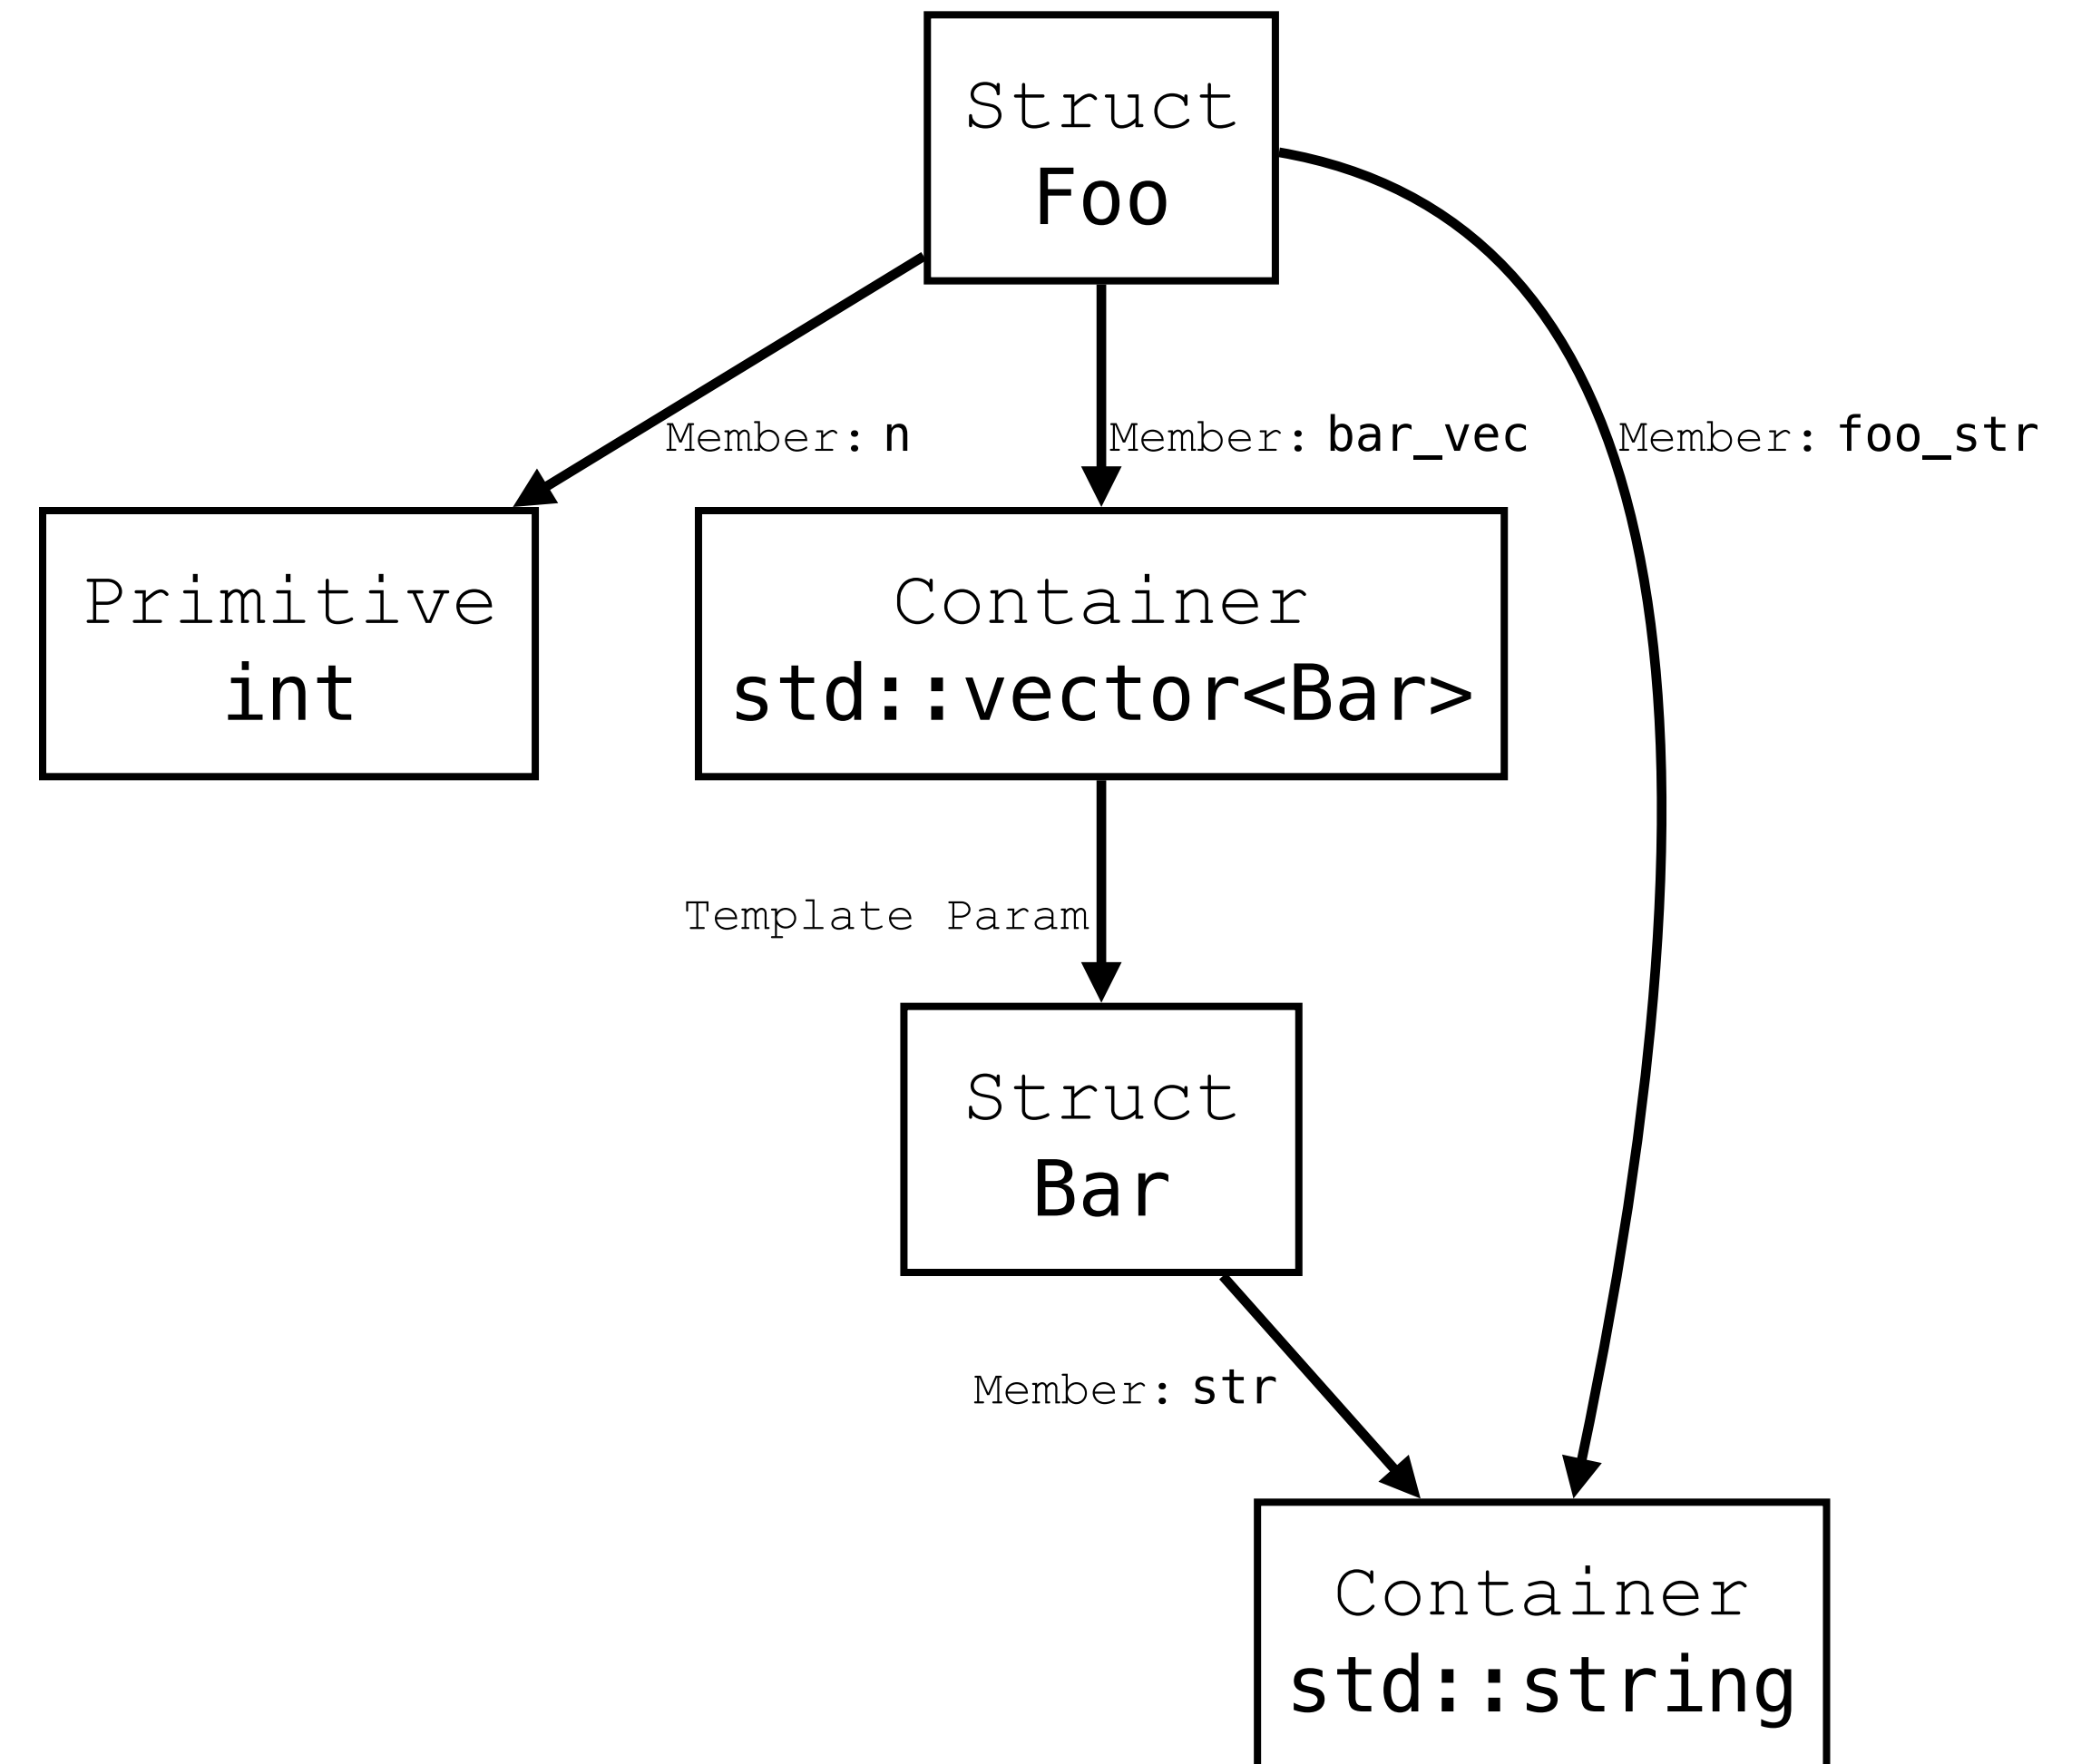 Struct
Foo
Member: n
Member: bar_vec
Member: foo_str
Primitive
int
Container
std::vector<Bar>
Template Param
Struct
Bar
Member: str
Container
std::string